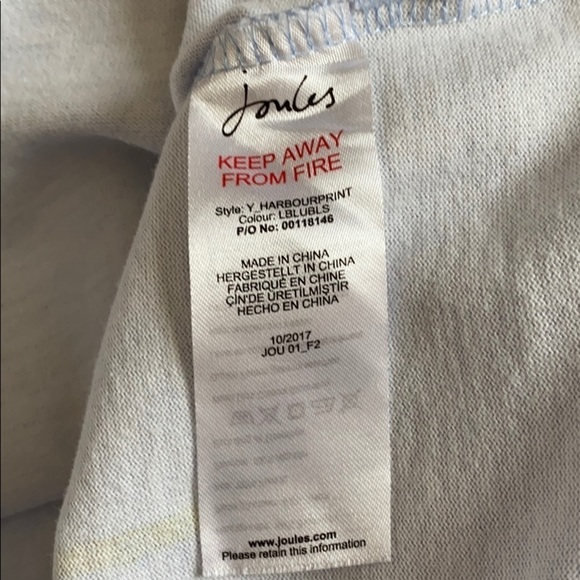 Joules
KEEP AWAY
FROM FIRE
Style: Y_HARBOURPRINT
Colour: LBLUBLS
P/O No: 00118146
MADE IN CHINA
HERGESTELLT IN CHINA
FABRIQUÉ EN CHINE
ÇİN'DE ÜRETİLMİŞTİR
HECHO EN CHINA
10/2017
JOU 01_F2
www.joules.com
Please retain this information